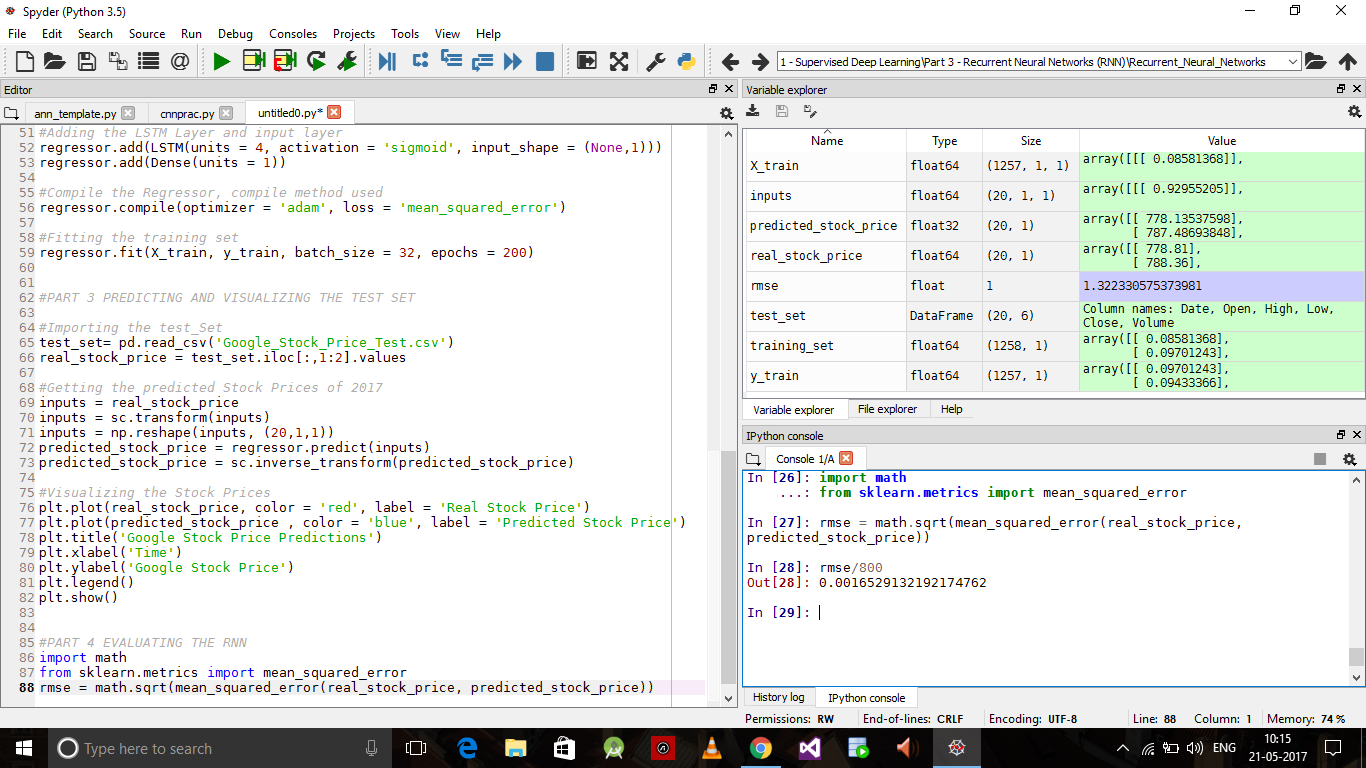 Spyder (Python 3.5)
File Edit Search Source Run Debug Consoles Projects Tools View Help
1 - Supervised Deep Learning\Part 3 - Recurrent Neural Networks (RNN)\Recurrent_Neural_Networks
Editor
ann_template.py cnnprac.py untitled0.py*
51 #Adding the LSTM Layer and input layer
52 regressor.add(LSTM(units = 4, activation = 'sigmoid', input_shape = (None,1)))
53 regressor.add(Dense(units = 1))
54
55 #Compile the Regressor, compile method used
56 regressor.compile(optimizer = 'adam', loss = 'mean_squared_error')
57
58 #Fitting the training set
59 regressor.fit(X_train, y_train, batch_size = 32, epochs = 200)
60
61
62 #PART 3 PREDICTING AND VISUALIZING THE TEST SET
63
64 #Importing the test_Set
65 test_set= pd.read_csv('Google_Stock_Price_Test.csv')
66 real_stock_price = test_set.iloc[:,1:2].values
67
68 #Getting the predicted Stock Prices of 2017
69 inputs = real_stock_price
70 inputs = sc.transform(inputs)
71 inputs = np.reshape(inputs, (20,1,1))
72 predicted_stock_price = regressor.predict(inputs)
73 predicted_stock_price = sc.inverse_transform(predicted_stock_price)
74
75 #Visualizing the Stock Prices
76 plt.plot(real_stock_price, color = 'red', label = 'Real Stock Price')
77 plt.plot(predicted_stock_price , color = 'blue', label = 'Predicted Stock Price')
78 plt.title('Google Stock Price Predictions')
79 plt.xlabel('Time')
80 plt.ylabel('Google Stock Price')
81 plt.legend()
82 plt.show()
83
84
85 #PART 4 EVALUATING THE RNN
86 import math
87 from sklearn.metrics import mean_squared_error
88 rmse = math.sqrt(mean_squared_error(real_stock_price, predicted_stock_price))
Variable explorer
Name Type Size Value
X_train float64 (1257, 1, 1) array([[[ 0.08581368]],
inputs float64 (20, 1, 1) array([[[ 0.92955205]],
predicted_stock_price float32 (20, 1) array([[ 778.13537598],
[ 787.48693848],
real_stock_price float64 (20, 1) array([[ 778.81],
[ 788.36],
rmse float 1 1.322330575373981
test_set DataFrame (20, 6) Column names: Date, Open, High, Low,
Close, Volume
training_set float64 (1258, 1) array([[ 0.08581368],
[ 0.09701243],
y_train float64 (1257, 1) array([[ 0.09701243],
[ 0.09433366],
Variable explorer File explorer Help
IPython console
Console 1/A
In [26]: import math
...: from sklearn.metrics import mean_squared_error
In [27]: rmse = math.sqrt(mean_squared_error(real_stock_price,
predicted_stock_price))
In [28]: rmse/800
Out[28]: 0.0016529132192174762
In [29]:
History log IPython console
Permissions: RW End-of-lines: CRLF Encoding: UTF-8 Line: 88 Column: 1 Memory: 74 %
Type here to search
ENG
10:15
21-05-2017